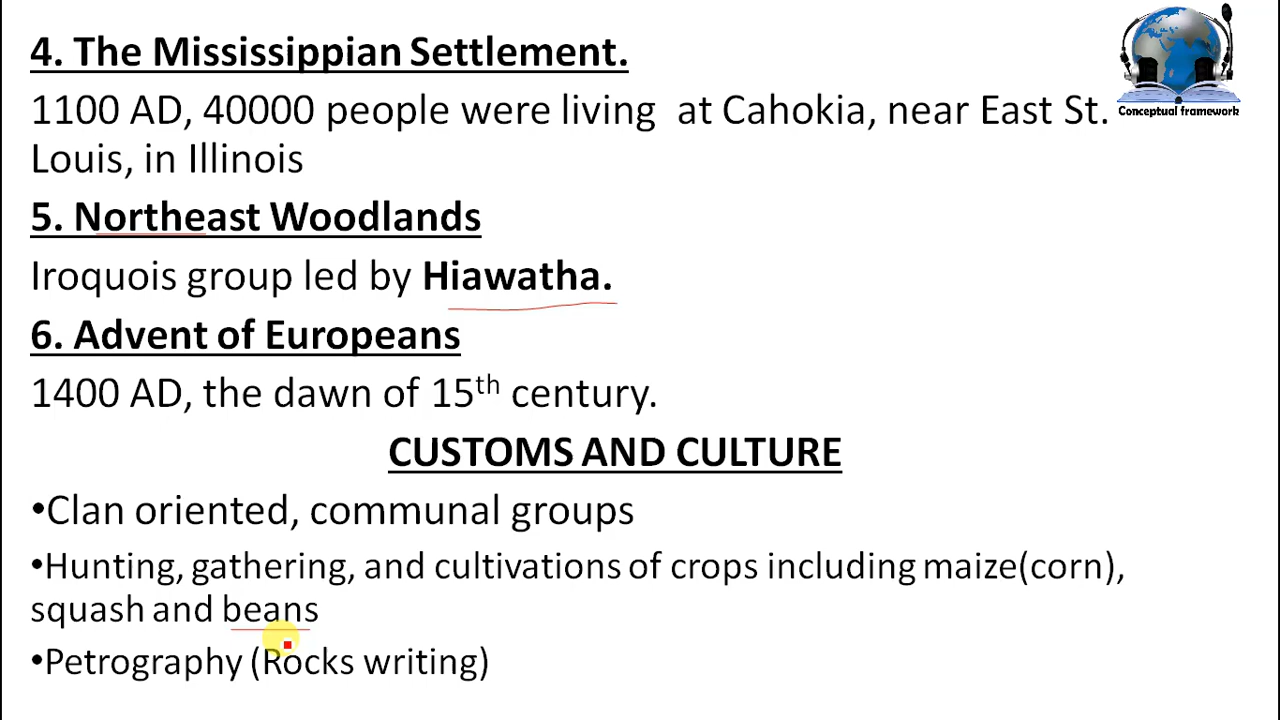 4. The Mississippian Settlement.
1100 AD, 40000 people were living at Cahokia, near East St.
Louis, in Illinois
5. Northeast Woodlands
Iroquois group led by Hiawatha.
6. Advent of Europeans
1400 AD, the dawn of 15th century.
CUSTOMS AND CULTURE
•Clan oriented, communal groups
•Hunting, gathering, and cultivations of crops including maize(corn),
squash and beans
•Petrography (Rocks writing)
Conceptual framework